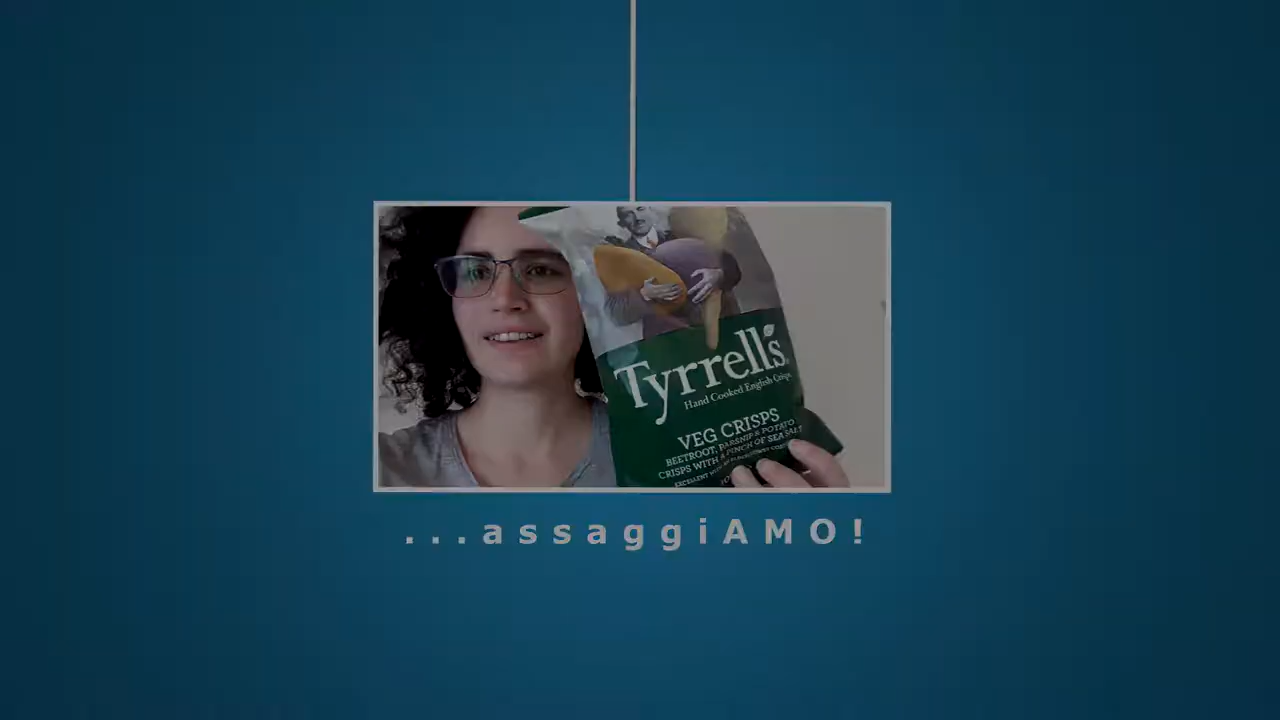 Tyrrell's
Hand Cooked English Crisps
VEG CRISPS
BEETROOT, PARSNIP & POTATO
CRISPS WITH A PINCH OF SEA SALT
...assaggiAMO!